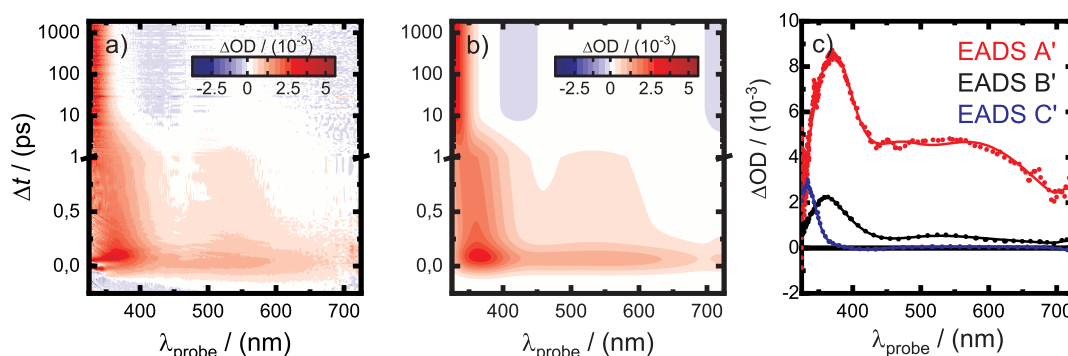 a)
ΔOD / (10⁻³)
-2.5 0 2.5 5
1000
100
10
1
0.5
0,0
Δt / (ps)
400 500 600 700
λprobe / (nm)
b)
ΔOD / (10⁻³)
-2.5 0 2.5 5
1000
100
10
1
0.5
0,0
400 500 600 700
λprobe / (nm)
c)
EADS A'
EADS B'
EADS C'
10
8
6
4
2
0
-2
ΔOD / (10⁻³)
400 500 600 700
λprobe / (nm)